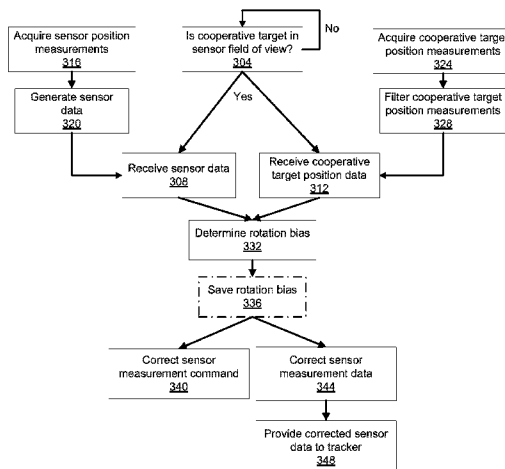 Acquire sensor position
measurements
316
Is cooperative target in
sensor field of view?
304
No
Acquire cooperative target
position measurements
324
Generate sensor
data
320
Yes
Filter cooperative target
position measurements
328
Receive sensor data
308
Receive cooperative
target position data
312
Determine rotation bias
332
Save rotation bias
336
Correct sensor
measurement command
340
Correct sensor
measurement data
344
Provide corrected sensor
data to tracker
348